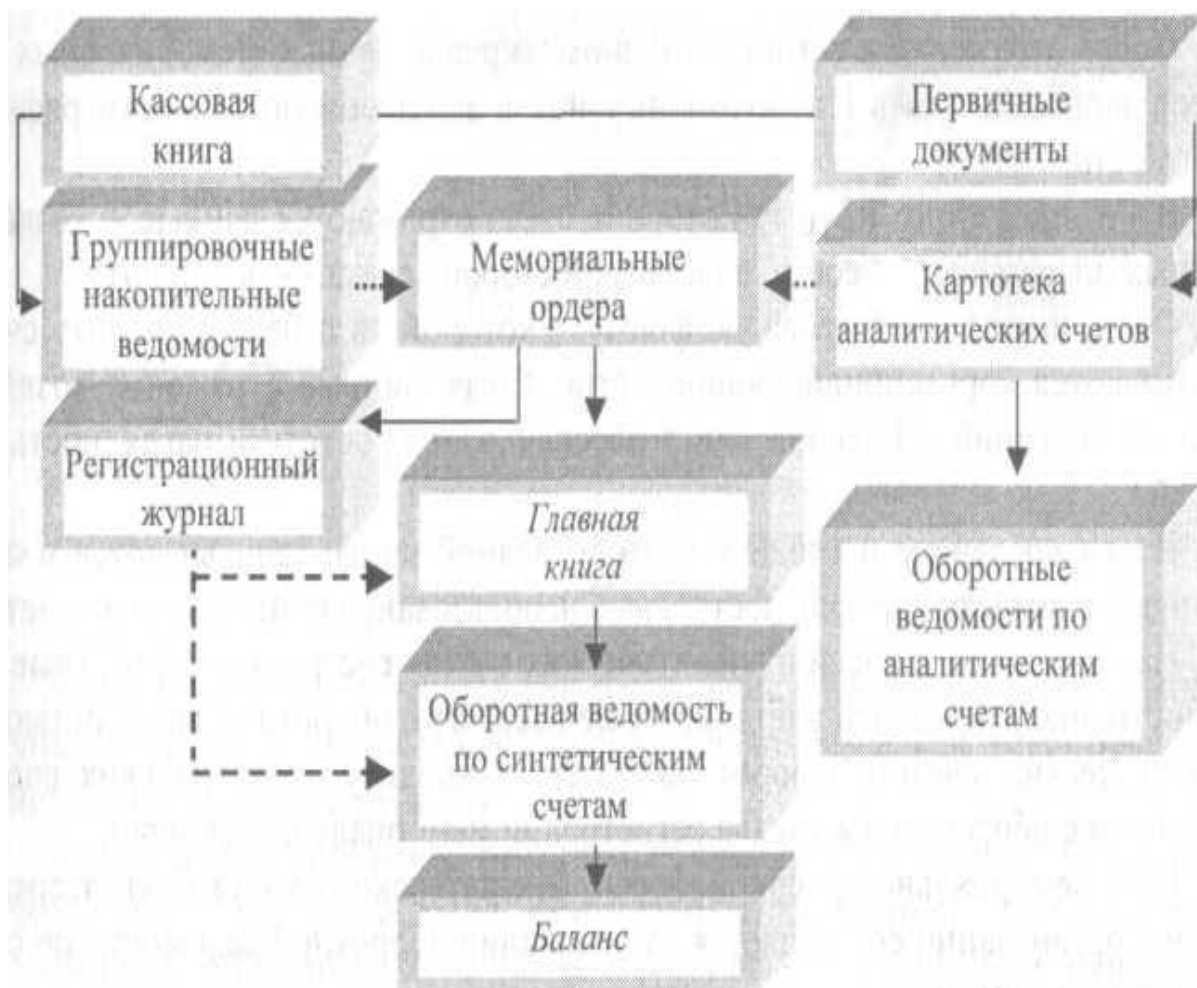 Кассовая
книга
Первичные
документы
Группировочные
накопительные
ведомости
Мемориальные
ордера
Картотека
аналитических счетов
Регистрационный
журнал
Главная
книга
Оборотные
ведомости по
аналитическим
счетам
Оборотная ведомость
по синтетическим
счетам
Баланс